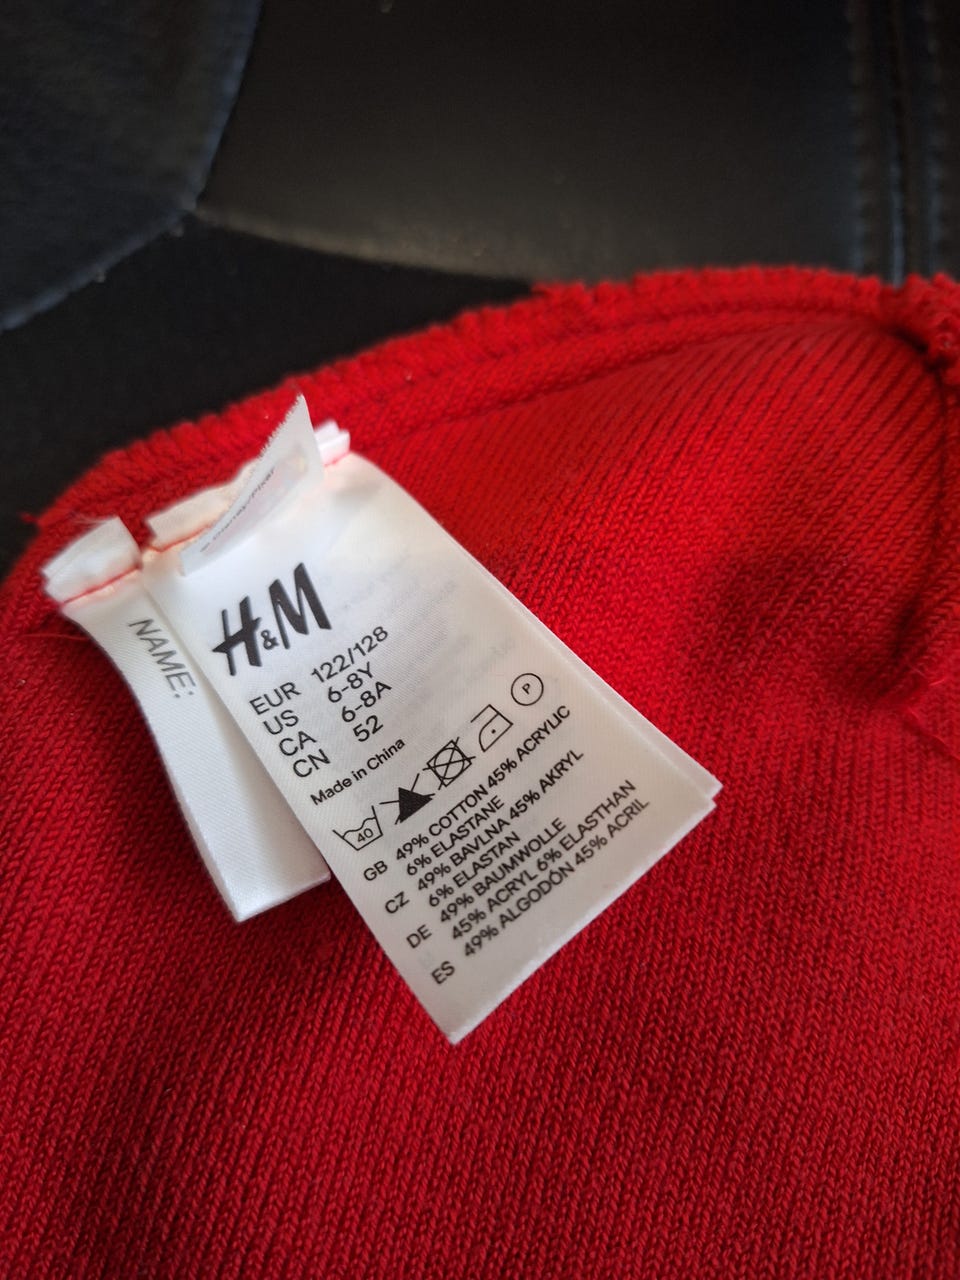 © Disney/Pixar
NAME:
H&M
EUR 122/128
US 6-8Y
CA 6-8A
CN 52
Made in China
40
P
GB 49% COTTON 45% ACRYLIC
6% ELASTANE
CZ 49% BAVLNA 45% AKRYL
6% ELASTAN
DE 49% BAUMWOLLE
45% ACRYL 6% ELASTHAN
ES 49% ALGODÓN 45% ACRIL